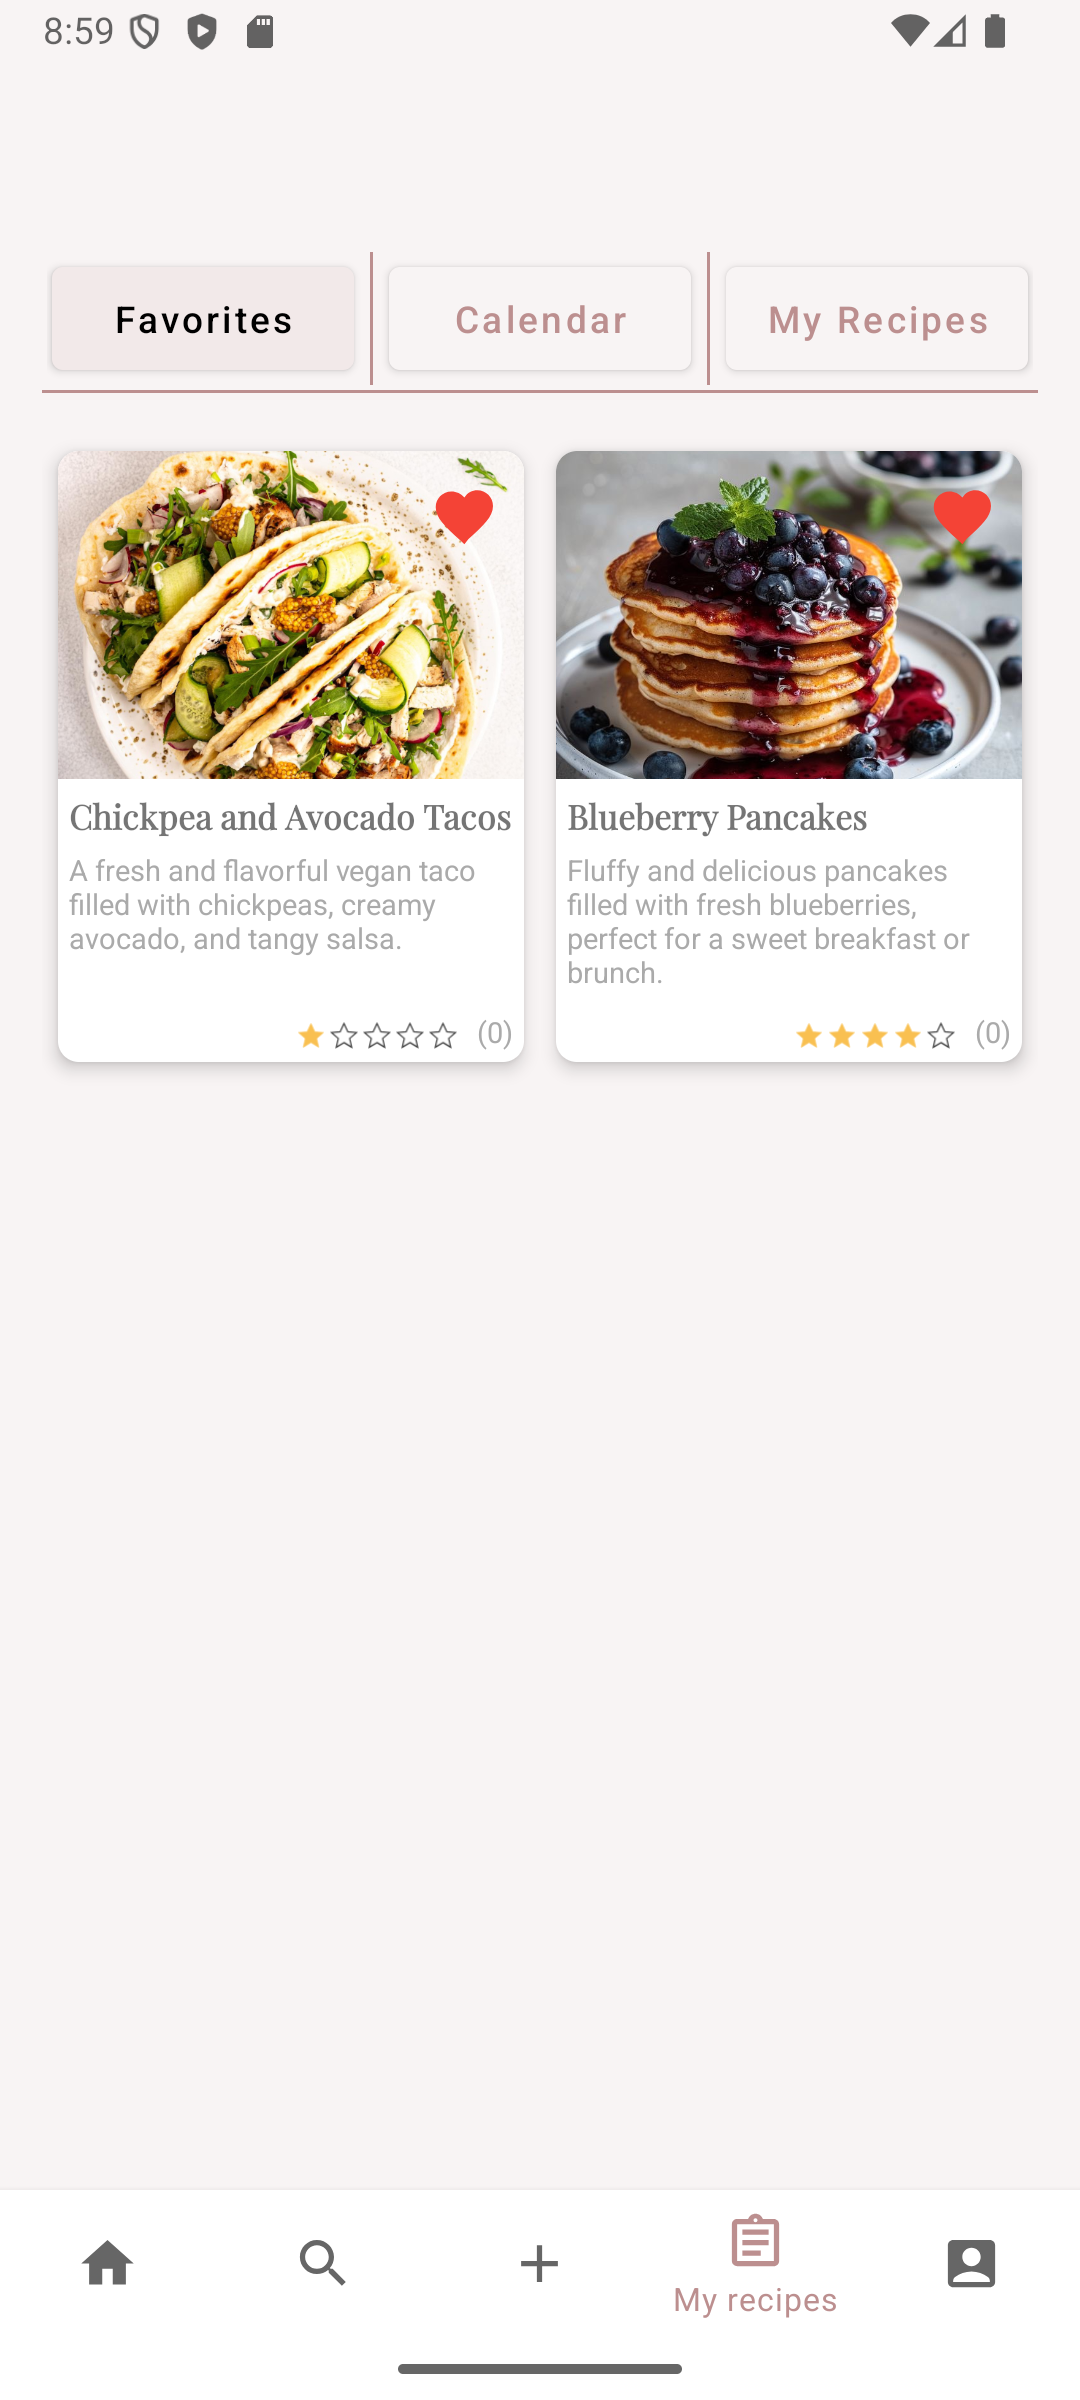 8:59
Favorites
Calendar
My Recipes
Chickpea and Avocado Tacos
A fresh and flavorful vegan taco
filled with chickpeas, creamy
avocado, and tangy salsa.
(0)
Blueberry Pancakes
Fluffy and delicious pancakes
filled with fresh blueberries,
perfect for a sweet breakfast or
brunch.
(0)
My recipes